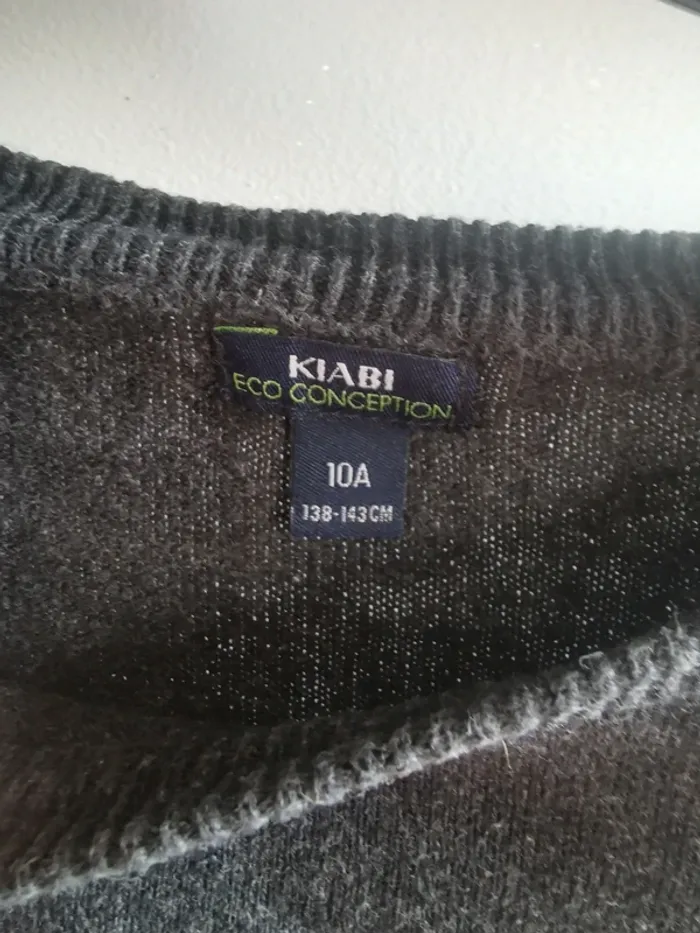 KIABI
ECO CONCEPTION
10A
138-143CM